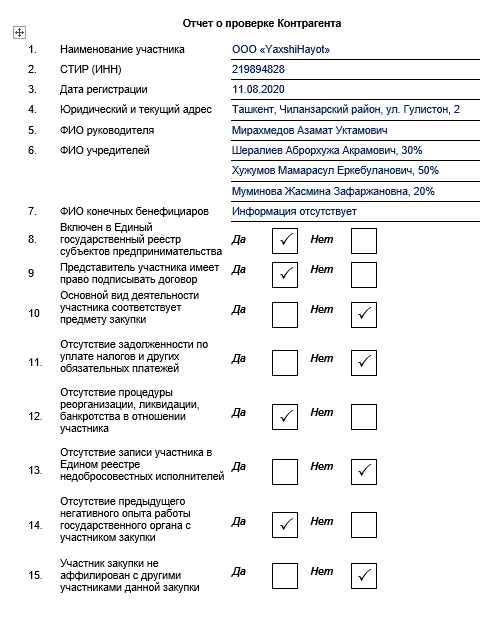 Отчет о проверке Контрагента
1. Наименование участника ООО «YaxshiHayot»
2. СТИР (ИНН) 219894828
3. Дата регистрации 11.08.2020
4. Юридический и текущий адрес Ташкент, Чиланзарский район, ул. Гулистон, 2
5. ФИО руководителя Мирахмедов Азамат Уктамович
6. ФИО учредителей Шералиев Аброрхужа Акрамович, 30%
Хужумов Мамарасул Еркебуланович, 50%
Муминова Жасмина Зафаржановна, 20%
7. ФИО конечных бенефициаров Информация отсутствует
8. Включен в Единый
государственный реестр
субъектов предпринимательства
Да ✓ Нет
9 Представитель участника имеет
право подписывать договор
Да ✓ Нет
10 Основной вид деятельности
участника соответствует
предмету закупки
Да Нет ✓
11. Отсутствие задолженности по
уплате налогов и других
обязательных платежей
Да Нет ✓
12. Отсутствие процедуры
реорганизации, ликвидации,
банкротства в отношении
участника
Да ✓ Нет
13. Отсутствие записи участника в
Едином реестре
недобросовестных исполнителей
Да Нет ✓
14. Отсутствие предыдущего
негативного опыта работы
государственного органа с
участником закупки
Да ✓ Нет
15. Участник закупки не
аффилирован с другими
участниками данной закупки
Да Нет ✓